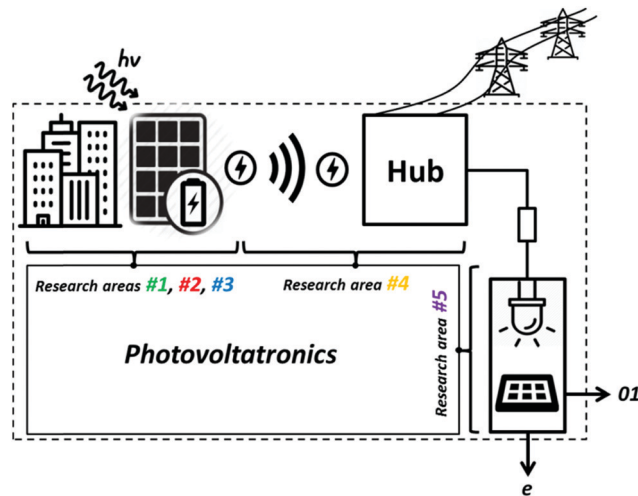 hν
Hub
Research areas #1, #2, #3
Research area #4
Research area #5
Photovoltatronics
01
e